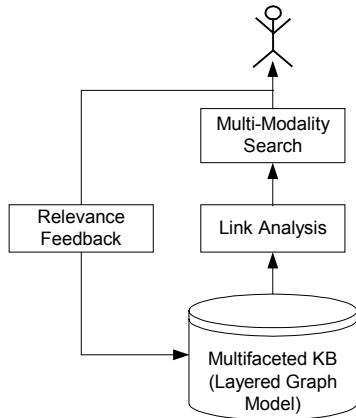 Multi-Modality
Search
Relevance
Feedback
Link Analysis
Multifaceted KB
(Layered Graph
Model)